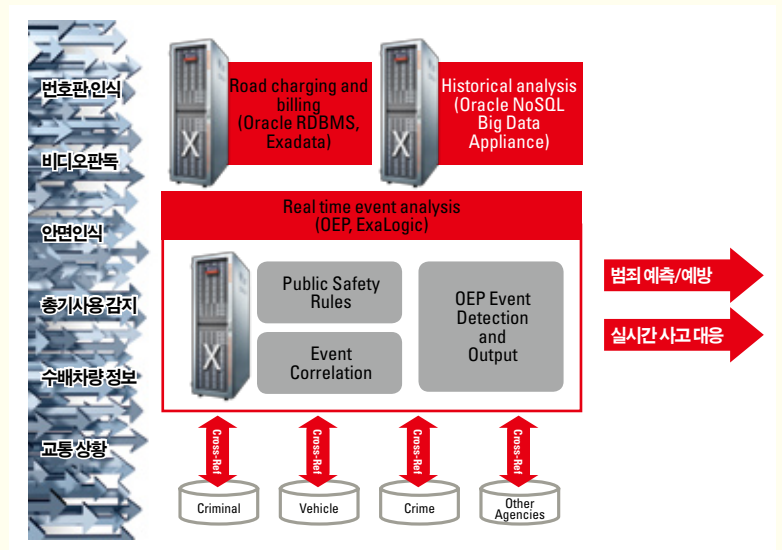 번호판 인식
비디오판독
안면인식
총기사용 감지
수배차량 정보
교통 상황
Road charging and
billing
(Oracle RDBMS,
Exadata)
Historical analysis
(Oracle NoSQL
Big Data
Appliance)
Real time event analysis
(OEP, ExaLogic)
X
X
X
Public Safety
Rules
Event
Correlation
OEP Event
Detection
and
Output
범죄 예측/예방
실시간 사고 대응
Cross-Ref
Cross-Ref
Cross-Ref
Cross-Ref
Criminal
Vehicle
Crime
Other
Agencies